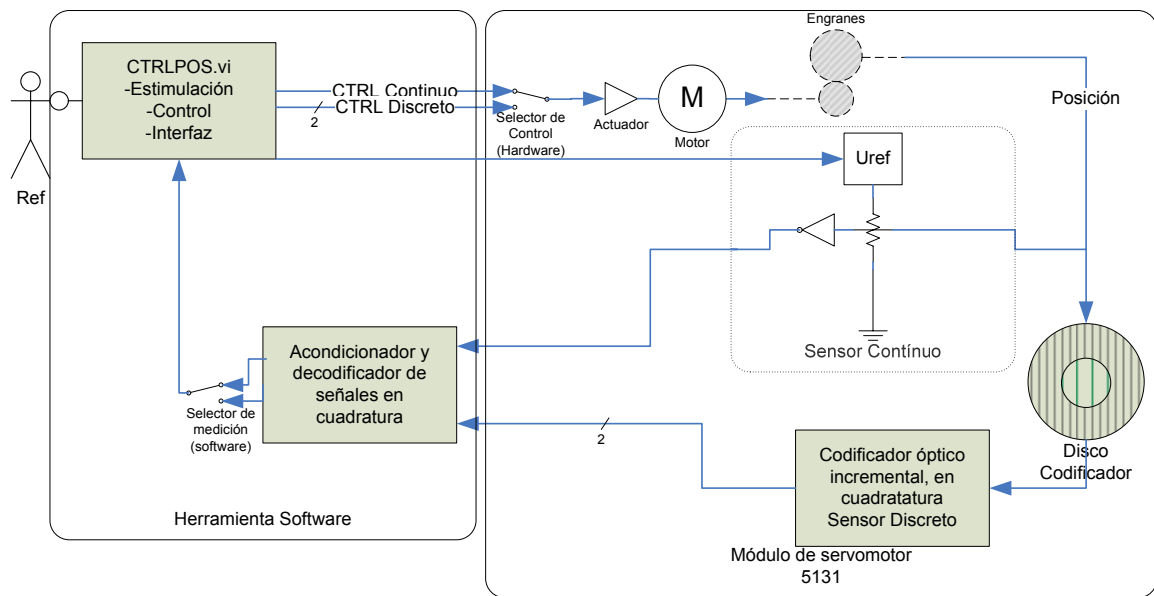 CTRLPOS.vi
-Estimulación
-Control
-Interfaz
Ref
CTRL Continuo
CTRL Discreto
2
Selector de
Control
(Hardware)
Actuador
M
Motor
Engranes
Posición
Uref
Sensor Contínuo
Acondicionador y
decodificador de
señales en
cuadratura
Selector de
medición
(software)
2
Disco
Codificador
Codificador óptico
incremental, en
cuadratatura
Sensor Discreto
Herramienta Software
Módulo de servomotor
5131